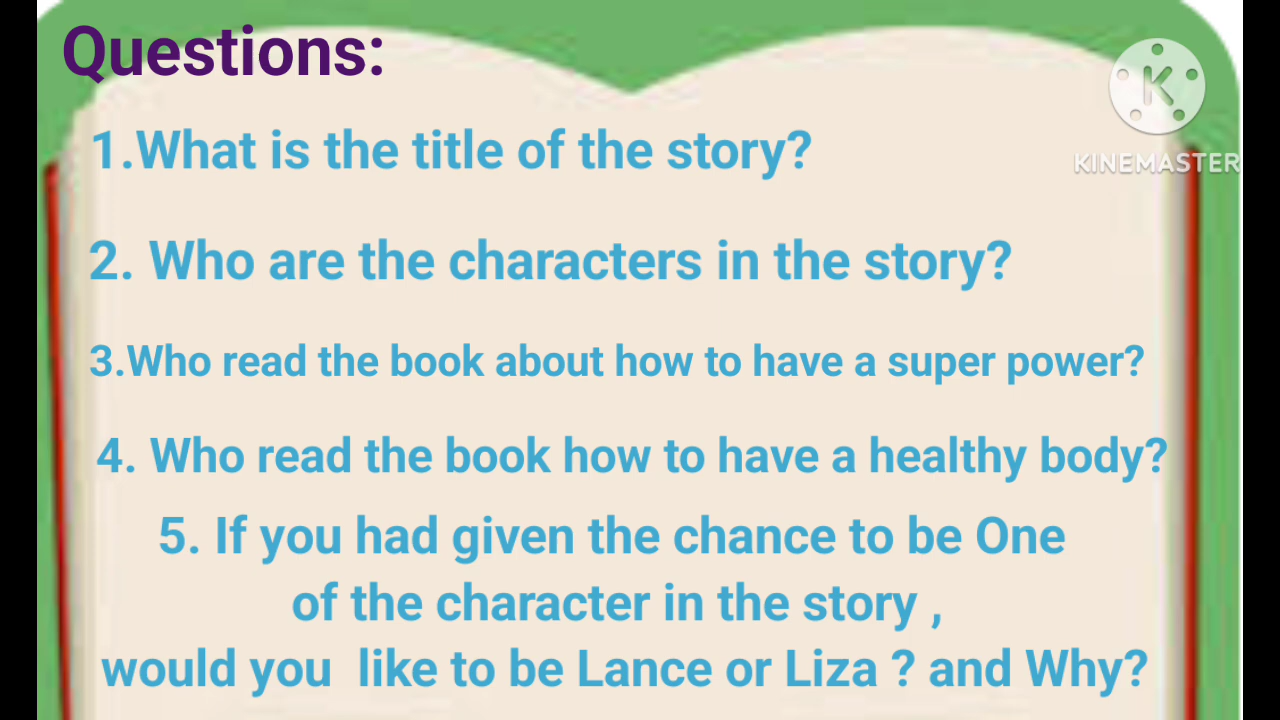 Questions:
1.What is the title of the story?
2. Who are the characters in the story?
3.Who read the book about how to have a super power?
4. Who read the book how to have a healthy body?
5. If you had given the chance to be One
of the character in the story ,
would you like to be Lance or Liza ? and Why?
K
KINEMASTER